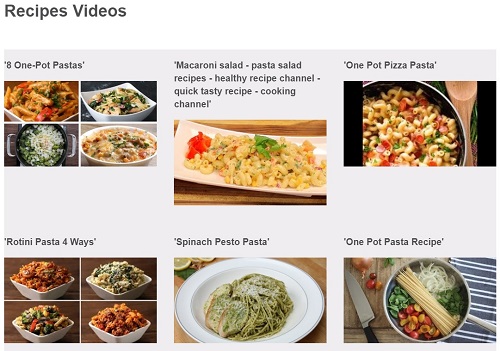 Recipes Videos
'8 One-Pot Pastas'
'Macaroni salad - pasta salad
recipes - healthy recipe channel -
quick tasty recipe - cooking
channel'
'One Pot Pizza Pasta'
'Rotini Pasta 4 Ways'
'Spinach Pesto Pasta'
'One Pot Pasta Recipe'